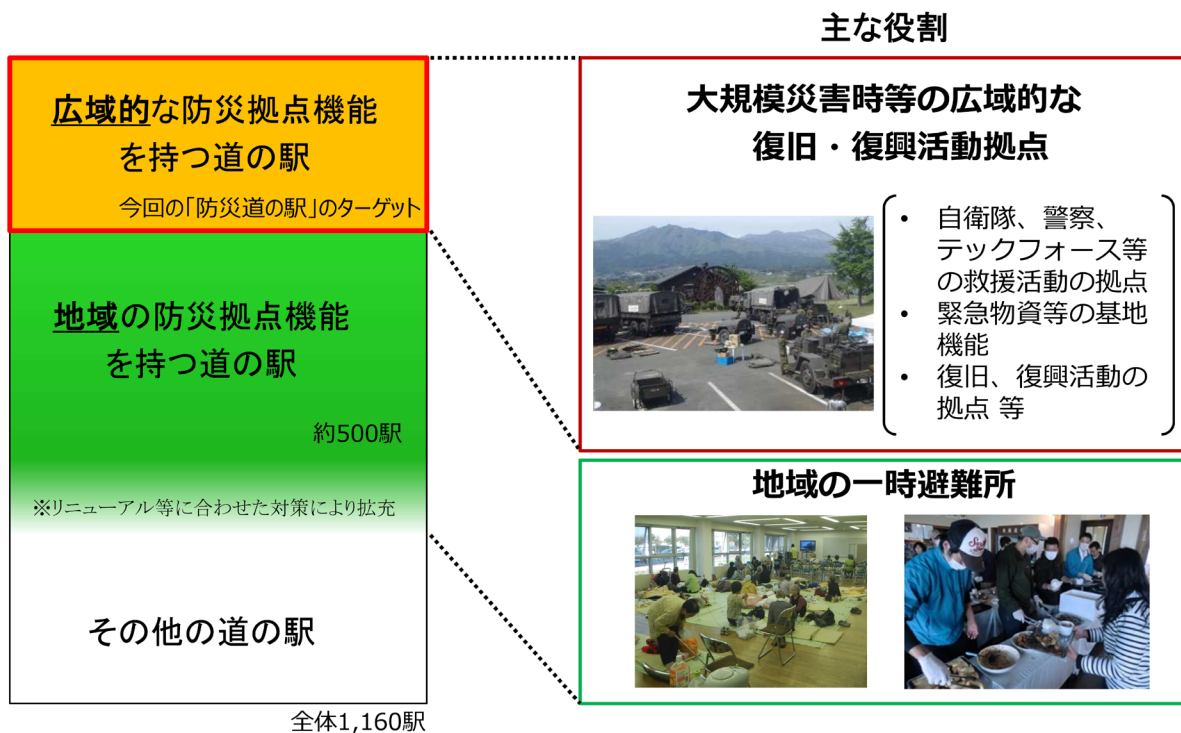 主な役割
広域的な防災拠点機能
を持つ道の駅
今回の「防災道の駅」のターゲット
地域の防災拠点機能
を持つ道の駅
約500駅
※リニューアル等に合わせた対策により拡充
その他の道の駅
全体1,160駅
大規模災害時等の広域的な
復旧・復興活動拠点
• 自衛隊、警察、
テックフォース等
の救援活動の拠点
• 緊急物資等の基地
機能
• 復旧、復興活動の
拠点 等
地域の一時避難所